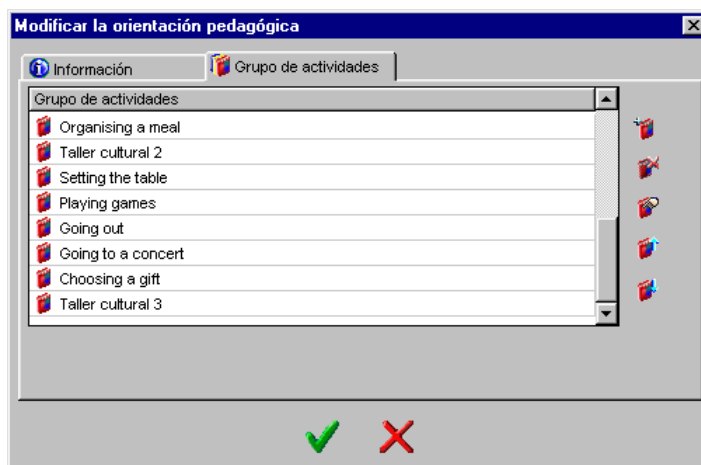 Modificar la orientación pedagógica
Información
Grupo de actividades
Grupo de actividades
Organising a meal
Taller cultural 2
Setting the table
Playing games
Going out
Going to a concert
Choosing a gift
Taller cultural 3